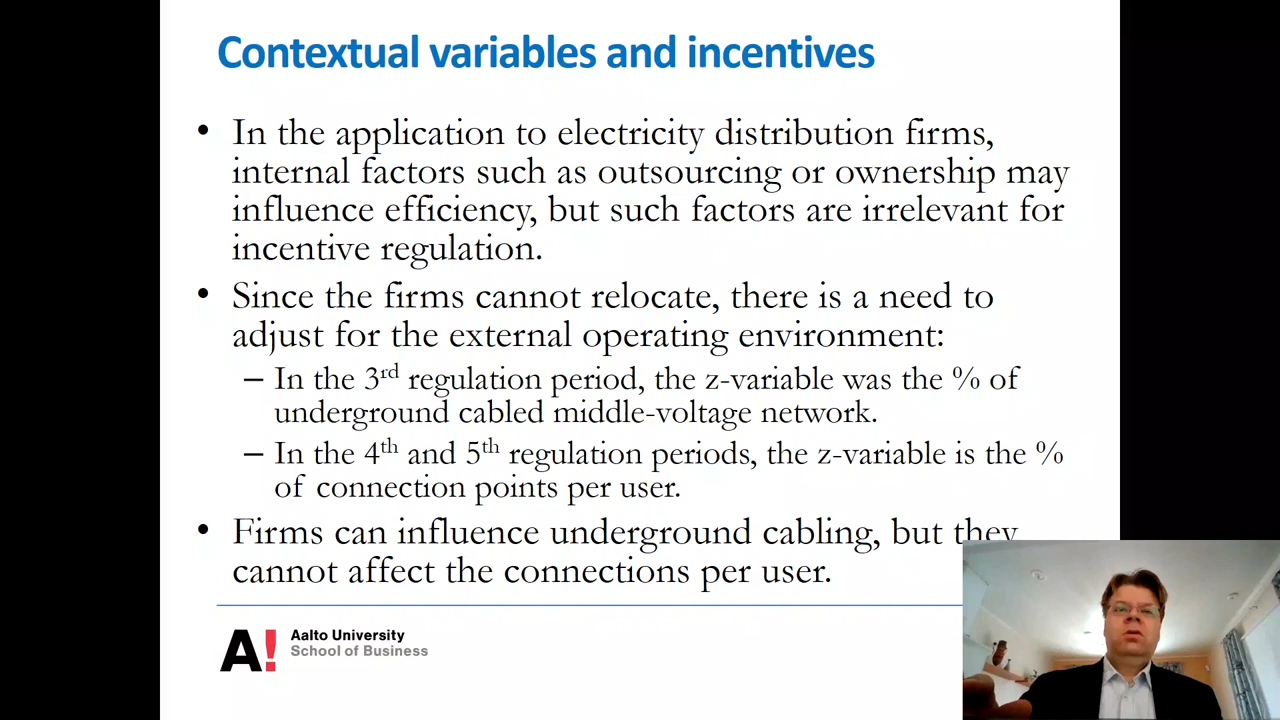 Contextual variables and incentives
• In the application to electricity distribution firms,
internal factors such as outsourcing or ownership may
influence efficiency, but such factors are irrelevant for
incentive regulation.
• Since the firms cannot relocate, there is a need to
adjust for the external operating environment:
– In the 3rd regulation period, the z-variable was the % of
underground cabled middle-voltage network.
– In the 4th and 5th regulation periods, the z-variable is the %
of connection points per user.
• Firms can influence underground cabling, but they
cannot affect the connections per user.
A!
Aalto University
School of Business